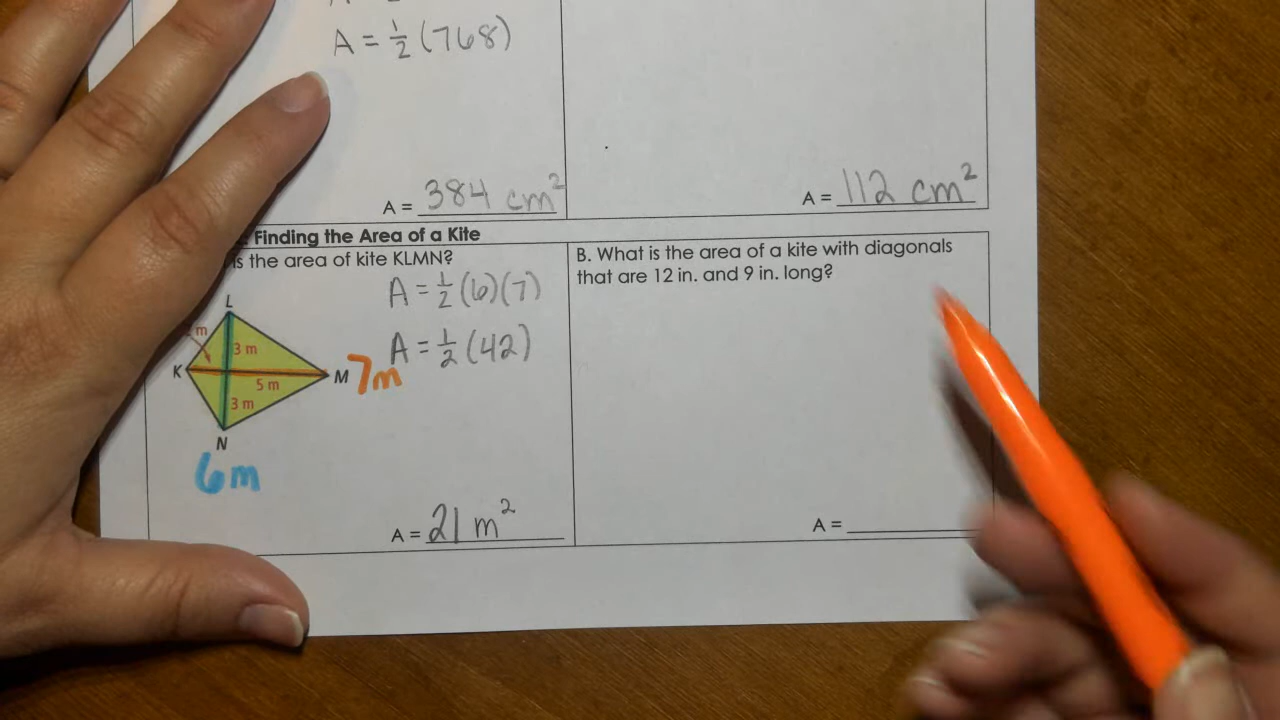 A = 1/2 (768)
A = 384 cm²
A = 112 cm²
Finding the Area of a Kite
is the area of kite KLMN?
A = 1/2 (6)(7)
A = 1/2 (42)
L
m
3 m
K
M
7m
5 m
3 m
N
6m
A = 21 m²
B. What is the area of a kite with diagonals
that are 12 in. and 9 in. long?
A =